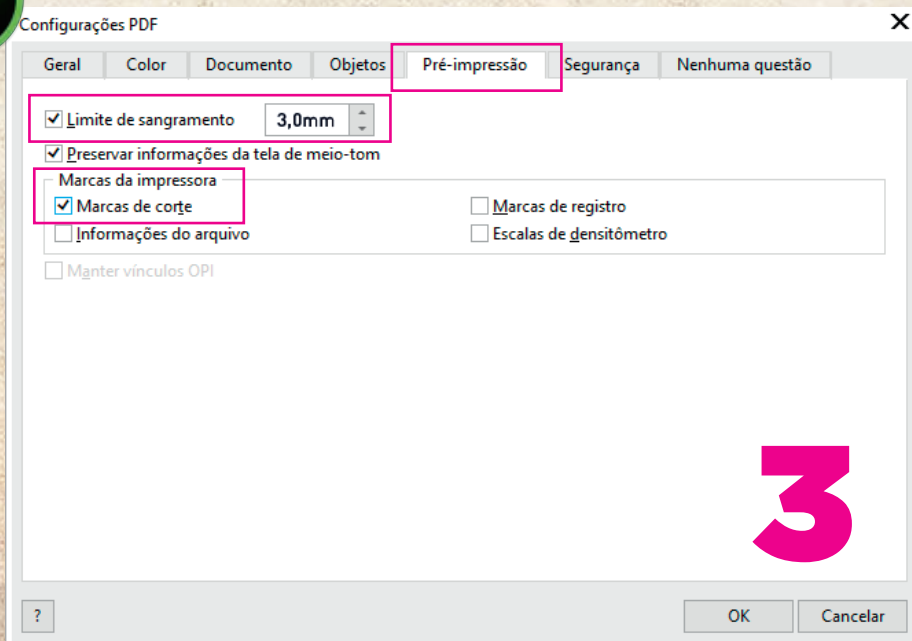 Configurações PDF
Geral Color Documento Objetos Pré-impressão Segurança Nenhuma questão
Limite de sangramento 3,0mm
Preservar informações da tela de meio-tom
Marcas da impressora
Marcas de corte Marcas de registro
Informações do arquivo Escalas de densitômetro
Manter vínculos OPI
3
? OK Cancelar